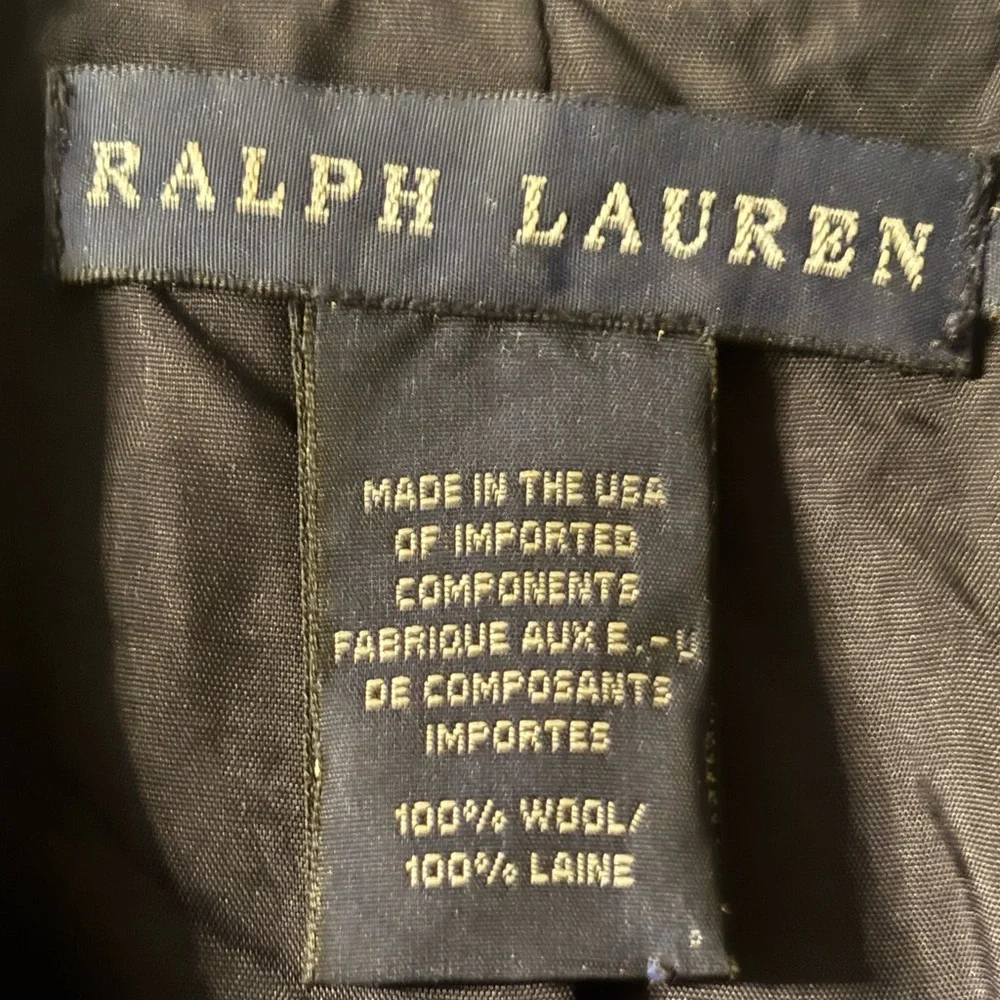 RALPH LAUREN
MADE IN THE USA
OF IMPORTED
COMPONENTS
FABRIQUE AUX E.-U
DE COMPOSANTS
IMPORTES
100% WOOL/
100% LAINE